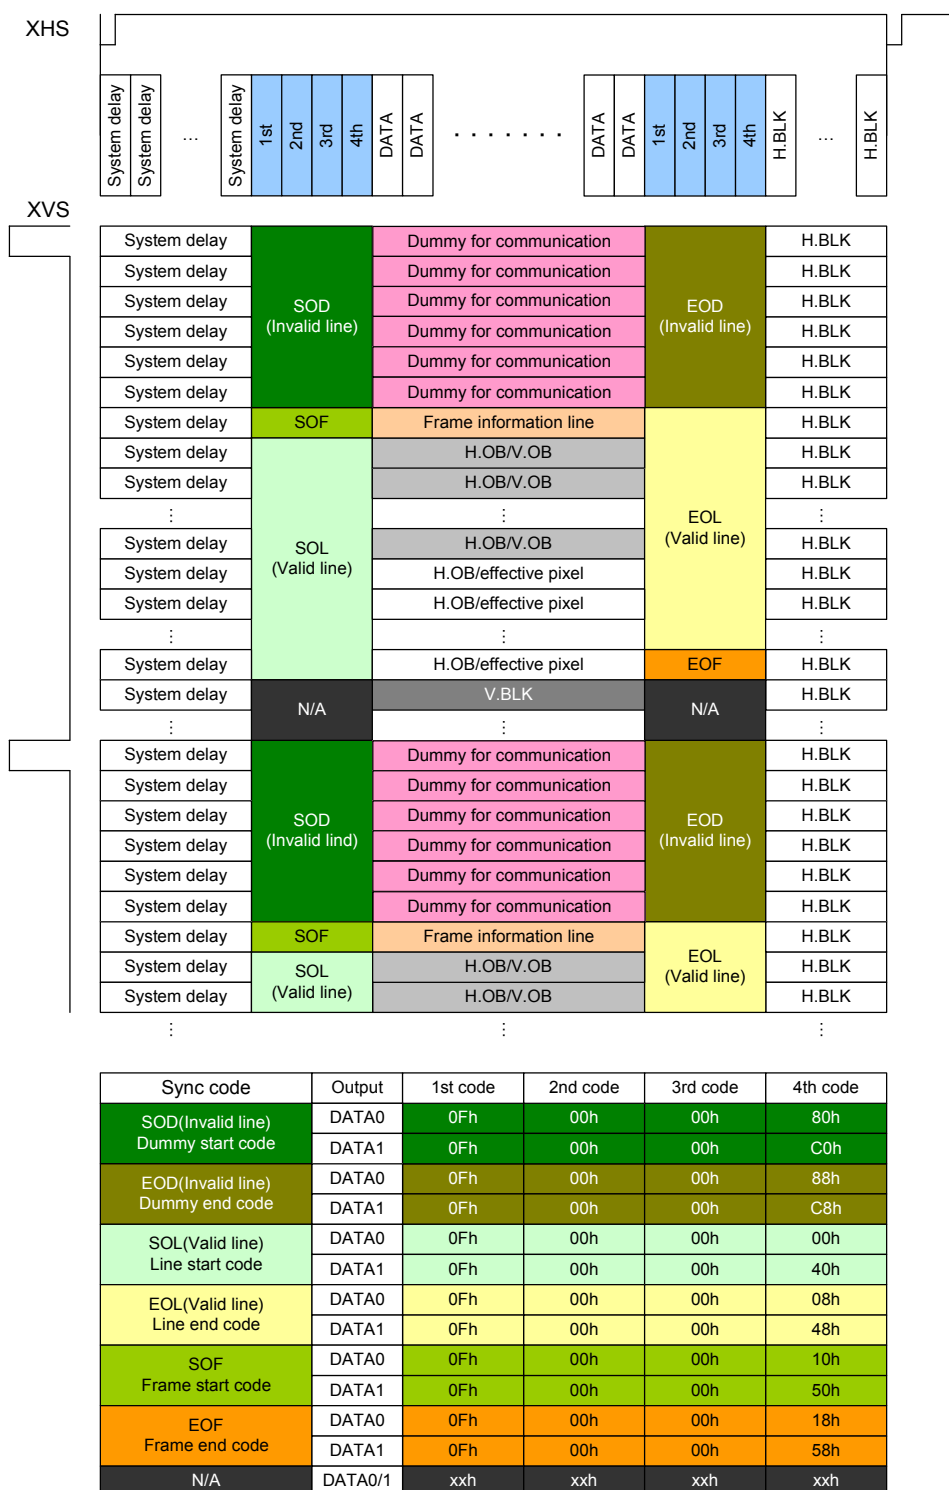 XHS
System delay System delay … System delay 1st 2nd 3rd 4th DATA DATA . . . . . . . DATA DATA 1st 2nd 3rd 4th H.BLK … H.BLK
XVS
System delay Dummy for communication H.BLK
System delay Dummy for communication H.BLK
System delay SOD Dummy for communication EOD H.BLK
System delay (Invalid line) Dummy for communication (Invalid line) H.BLK
System delay Dummy for communication H.BLK
System delay Dummy for communication H.BLK
System delay SOF Frame information line H.BLK
System delay H.OB/V.OB H.BLK
System delay H.OB/V.OB H.BLK
⋮ ⋮ EOL ⋮
System delay SOL H.OB/V.OB (Valid line) H.BLK
System delay (Valid line) H.OB/effective pixel H.BLK
System delay H.OB/effective pixel H.BLK
⋮ ⋮ ⋮
System delay H.OB/effective pixel EOF H.BLK
System delay N/A V.BLK N/A H.BLK
⋮ ⋮ ⋮
System delay Dummy for communication H.BLK
System delay Dummy for communication H.BLK
System delay SOD Dummy for communication EOD H.BLK
System delay (Invalid lind) Dummy for communication (Invalid line) H.BLK
System delay Dummy for communication H.BLK
System delay Dummy for communication H.BLK
System delay SOF Frame information line EOL H.BLK
System delay SOL H.OB/V.OB (Valid line) H.BLK
System delay (Valid line) H.OB/V.OB H.BLK
⋮ ⋮ ⋮
Sync code Output 1st code 2nd code 3rd code 4th code
SOD(Invalid line) DATA0 0Fh 00h 00h 80h
Dummy start code DATA1 0Fh 00h 00h C0h
EOD(Invalid line) DATA0 0Fh 00h 00h 88h
Dummy end code DATA1 0Fh 00h 00h C8h
SOL(Valid line) DATA0 0Fh 00h 00h 00h
Line start code DATA1 0Fh 00h 00h 40h
EOL(Valid line) DATA0 0Fh 00h 00h 08h
Line end code DATA1 0Fh 00h 00h 48h
SOF DATA0 0Fh 00h 00h 10h
Frame start code DATA1 0Fh 00h 00h 50h
EOF DATA0 0Fh 00h 00h 18h
Frame end code DATA1 0Fh 00h 00h 58h
N/A DATA0/1 xxh xxh xxh xxh